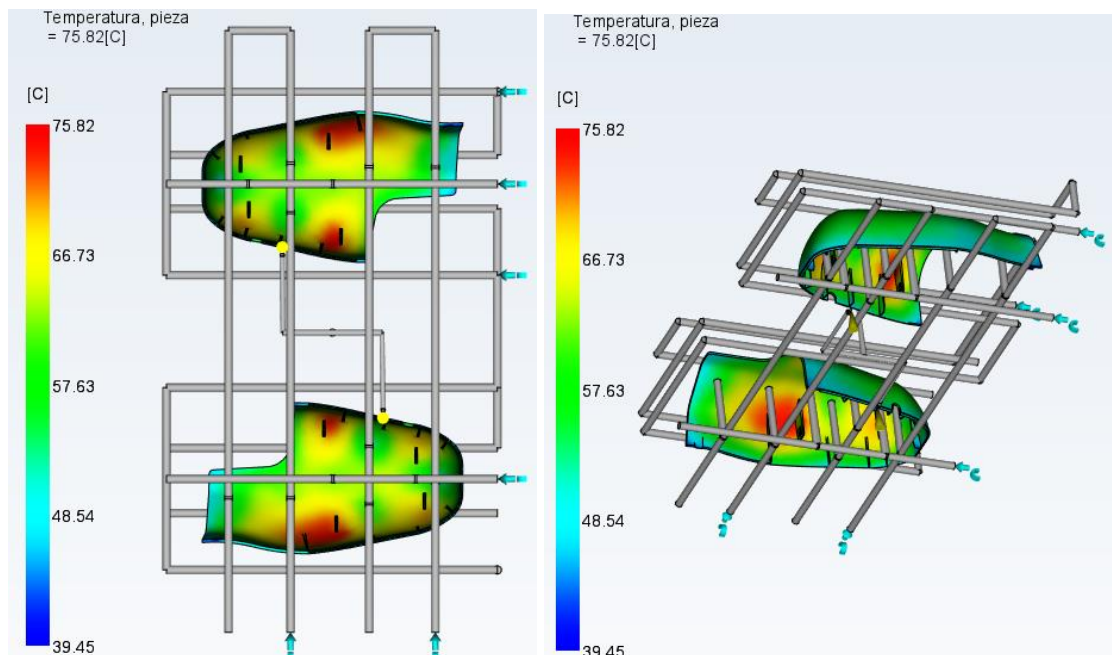 Temperatura, pieza
= 75.82[C]
[C]
75.82
66.73
57.63
48.54
39.45
Temperatura, pieza
= 75.82[C]
[C]
75.82
66.73
57.63
48.54
39.45